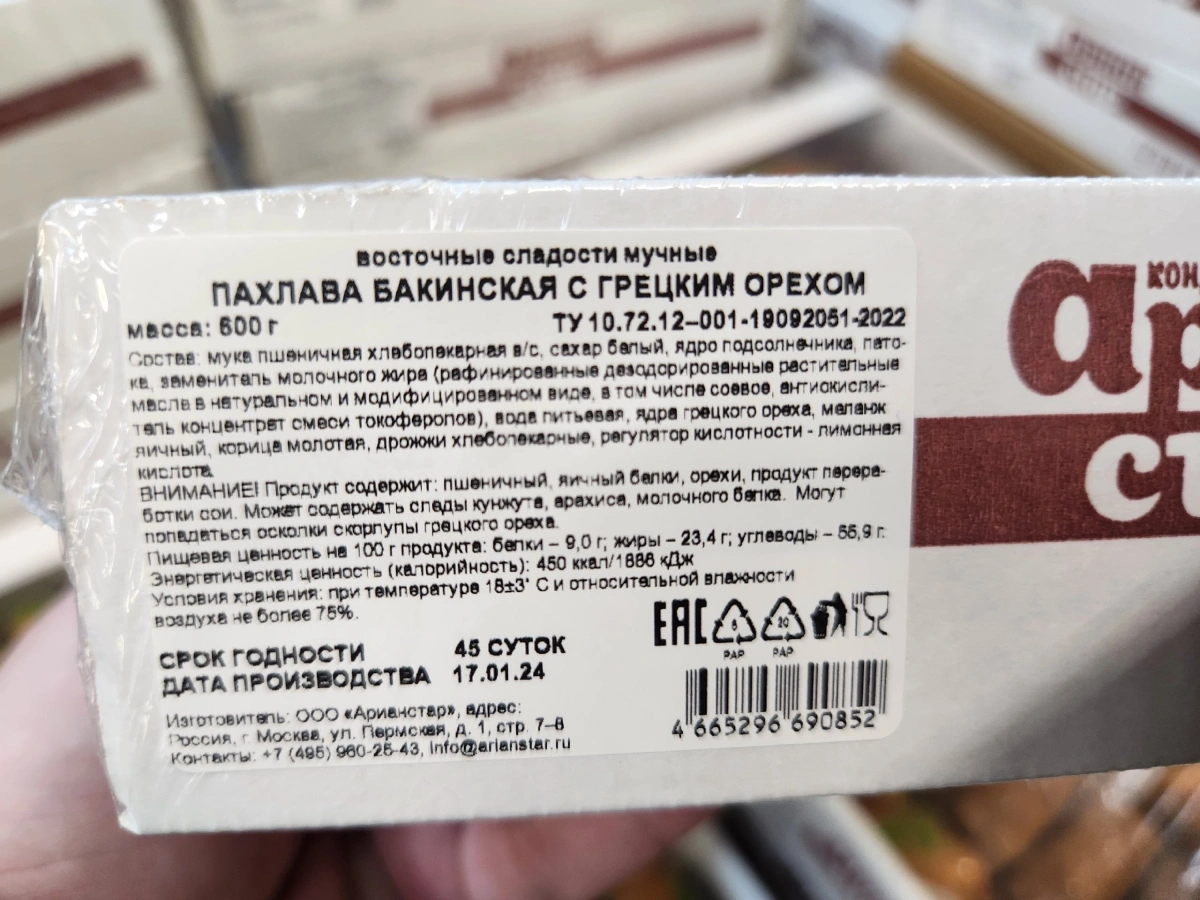 восточные сладости мучные
ПАХЛАВА БАКИНСКАЯ С ГРЕЦКИМ ОРЕХОМ
масса: 600 г
ТУ 10.72.12–001-19092051-2022
Состав: мука пшеничная хлебопекарная в/с, сахар белый, ядро подсолнечника, пато-
ка, заменитель молочного жира (рафинированные дезодорированные растительные
масла в натуральном и модифицированном виде, в том числе соевое, антиокисли-
тель концентрат смеси токоферолов), вода питьевая, ядра грецкого ореха, меланж
яичный, корица молотая, дрожжи хлебопекарные, регулятор кислотности - лимонная
кислота
ВНИМАНИЕ! Продукт содержит: пшеничный, яичный белки, орехи, продукт перера-
ботки сои. Может содержать следы кунжута, арахиса, молочного белка. Могут
попадаться осколки скорлупы грецкого ореха.
Пищевая ценность на 100 г продукта: белки – 9,0 г; жиры – 23,4 г; углеводы – 55,9 г.
Энергетическая ценность (калорийность): 450 ккал/1886 кДж
Условия хранения: при температуре 18±3° С и относительной влажности
воздуха не более 75%.
СРОК ГОДНОСТИ 45 СУТОК
ДАТА ПРОИЗВОДСТВА 17.01.24
Изготовитель: ООО «Арианстар», адрес:
Россия, г. Москва, ул. Пермская, д. 1, стр. 7–8
Контакты: +7 (495) 960-25-43, info@arianstar.ru
EAC
PAP PAP
4 665296 690852
кон
ар
ст